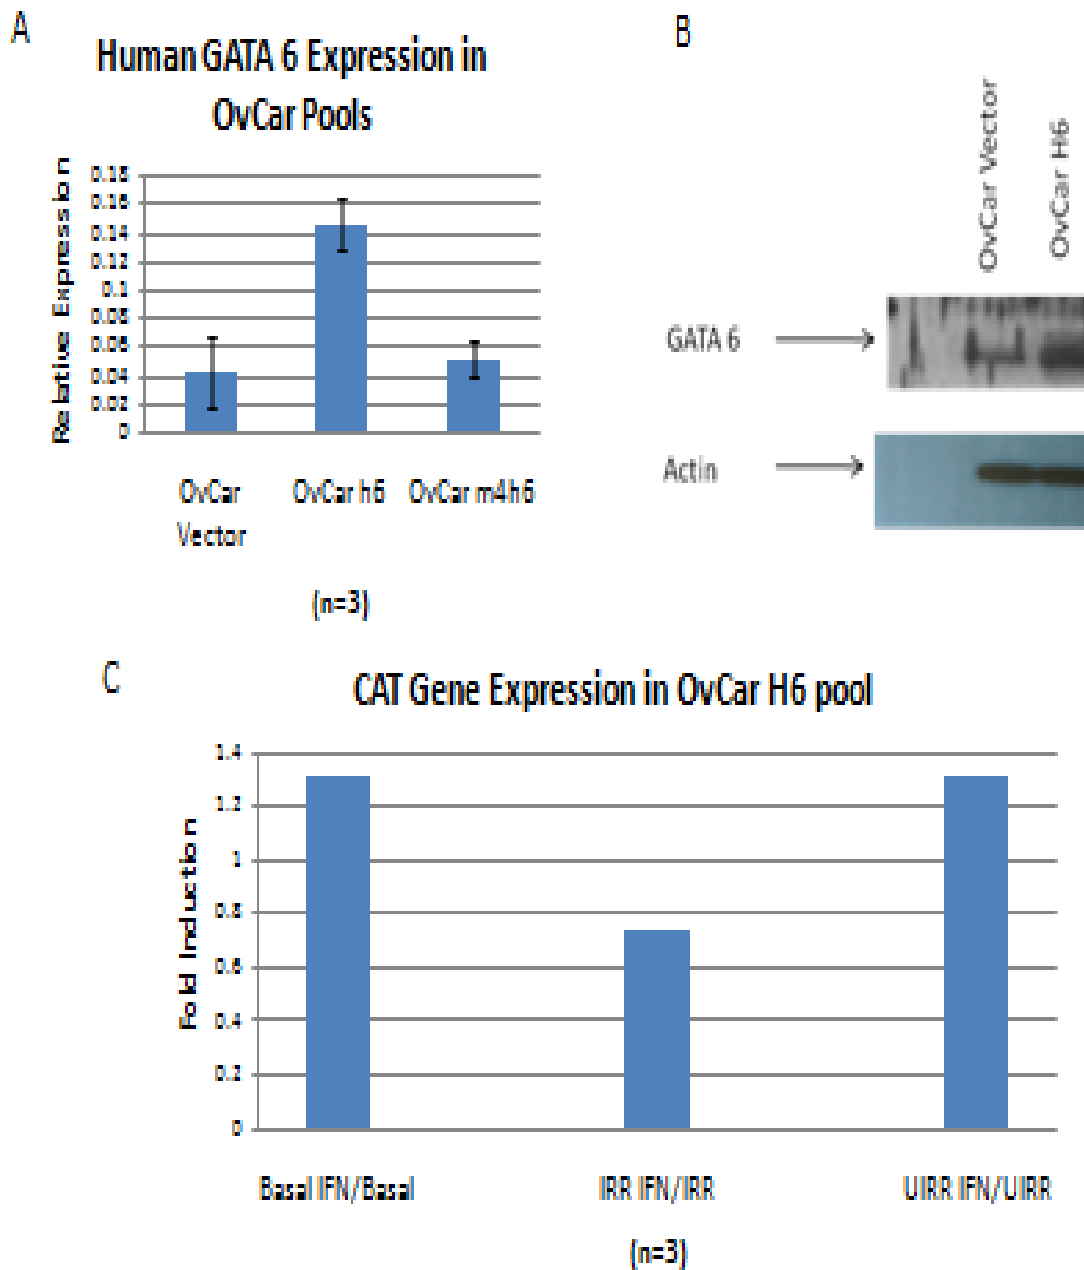 A
Human GATA 6 Expression in
OvCar Pools
Relative Expression
0.18
0.16
0.14
0.12
0.1
0.08
0.06
0.04
0.02
0
OvCar
Vector
OvCar h6
OvCar m4h6
(n=3)
B
OvCar Vector
OvCar H6
GATA 6
Actin
C
CAT Gene Expression in OvCar H6 pool
Fold Induction
1.4
1.2
1
0.8
0.6
0.4
0.2
0
Basal IFN/Basal
IRR IFN/IRR
UIRR IFN/UIRR
(n=3)